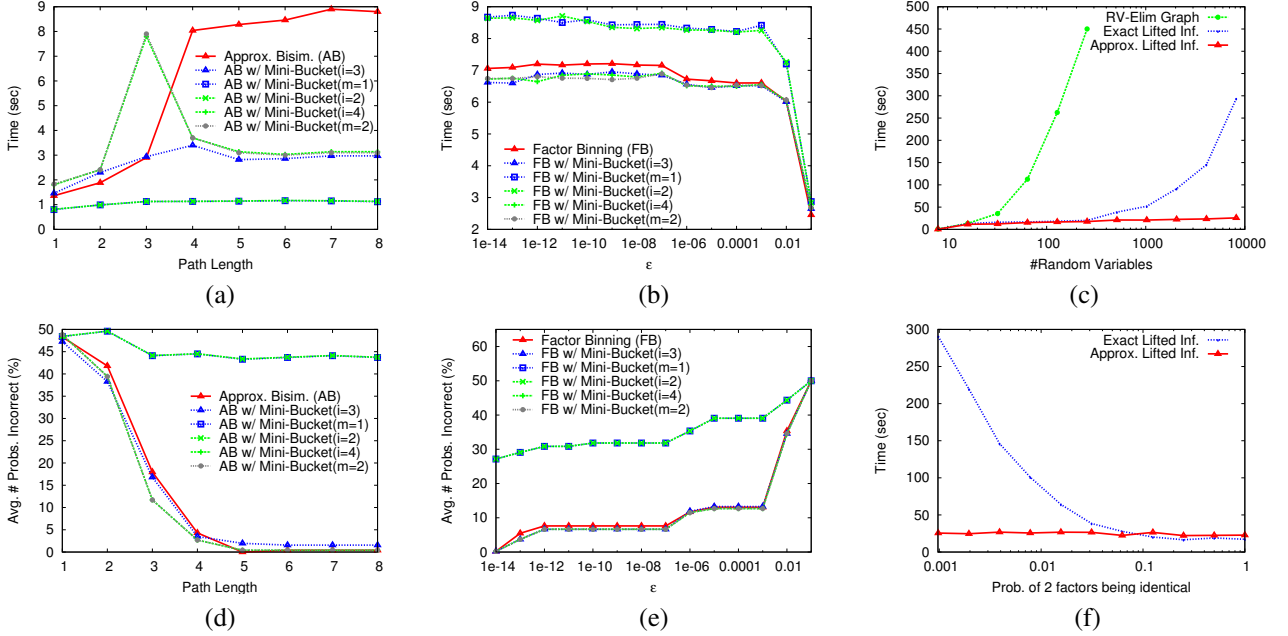 9
8
7
6
5
4
3
2
1
0
Time (sec)
Approx. Bisim. (AB)
AB w/ Mini-Bucket(i=3)
AB w/ Mini-Bucket(m=1)
AB w/ Mini-Bucket(i=2)
AB w/ Mini-Bucket(i=4)
AB w/ Mini-Bucket(m=2)
1 2 3 4 5 6 7 8
Path Length
(a)
9
8
7
6
5
4
3
2
Time (sec)
Factor Binning (FB)
FB w/ Mini-Bucket(i=3)
FB w/ Mini-Bucket(m=1)
FB w/ Mini-Bucket(i=2)
FB w/ Mini-Bucket(i=4)
FB w/ Mini-Bucket(m=2)
1e-14 1e-12 1e-10 1e-08 1e-06 0.0001 0.01
ε
(b)
500
450
400
350
300
250
200
150
100
50
0
Time (sec)
RV-Elim Graph
Exact Lifted Inf.
Approx. Lifted Inf.
10 100 1000 10000
#Random Variables
(c)
50
45
40
35
30
25
20
15
10
5
0
Avg. # Probs. Incorrect (%)
Approx. Bisim. (AB)
AB w/ Mini-Bucket(i=3)
AB w/ Mini-Bucket(m=1)
AB w/ Mini-Bucket(i=2)
AB w/ Mini-Bucket(i=4)
AB w/ Mini-Bucket(m=2)
1 2 3 4 5 6 7 8
Path Length
(d)
60
50
40
30
20
10
0
Avg. # Probs. Incorrect (%)
Factor Binning (FB)
FB w/ Mini-Bucket(i=3)
FB w/ Mini-Bucket(m=1)
FB w/ Mini-Bucket(i=2)
FB w/ Mini-Bucket(i=4)
FB w/ Mini-Bucket(m=2)
1e-14 1e-12 1e-10 1e-08 1e-06 0.0001 0.01
ε
(e)
300
250
200
150
100
50
0
Time (sec)
Exact Lifted Inf.
Approx. Lifted Inf.
0.001 0.01 0.1 1
Prob. of 2 factors being identical
(f)